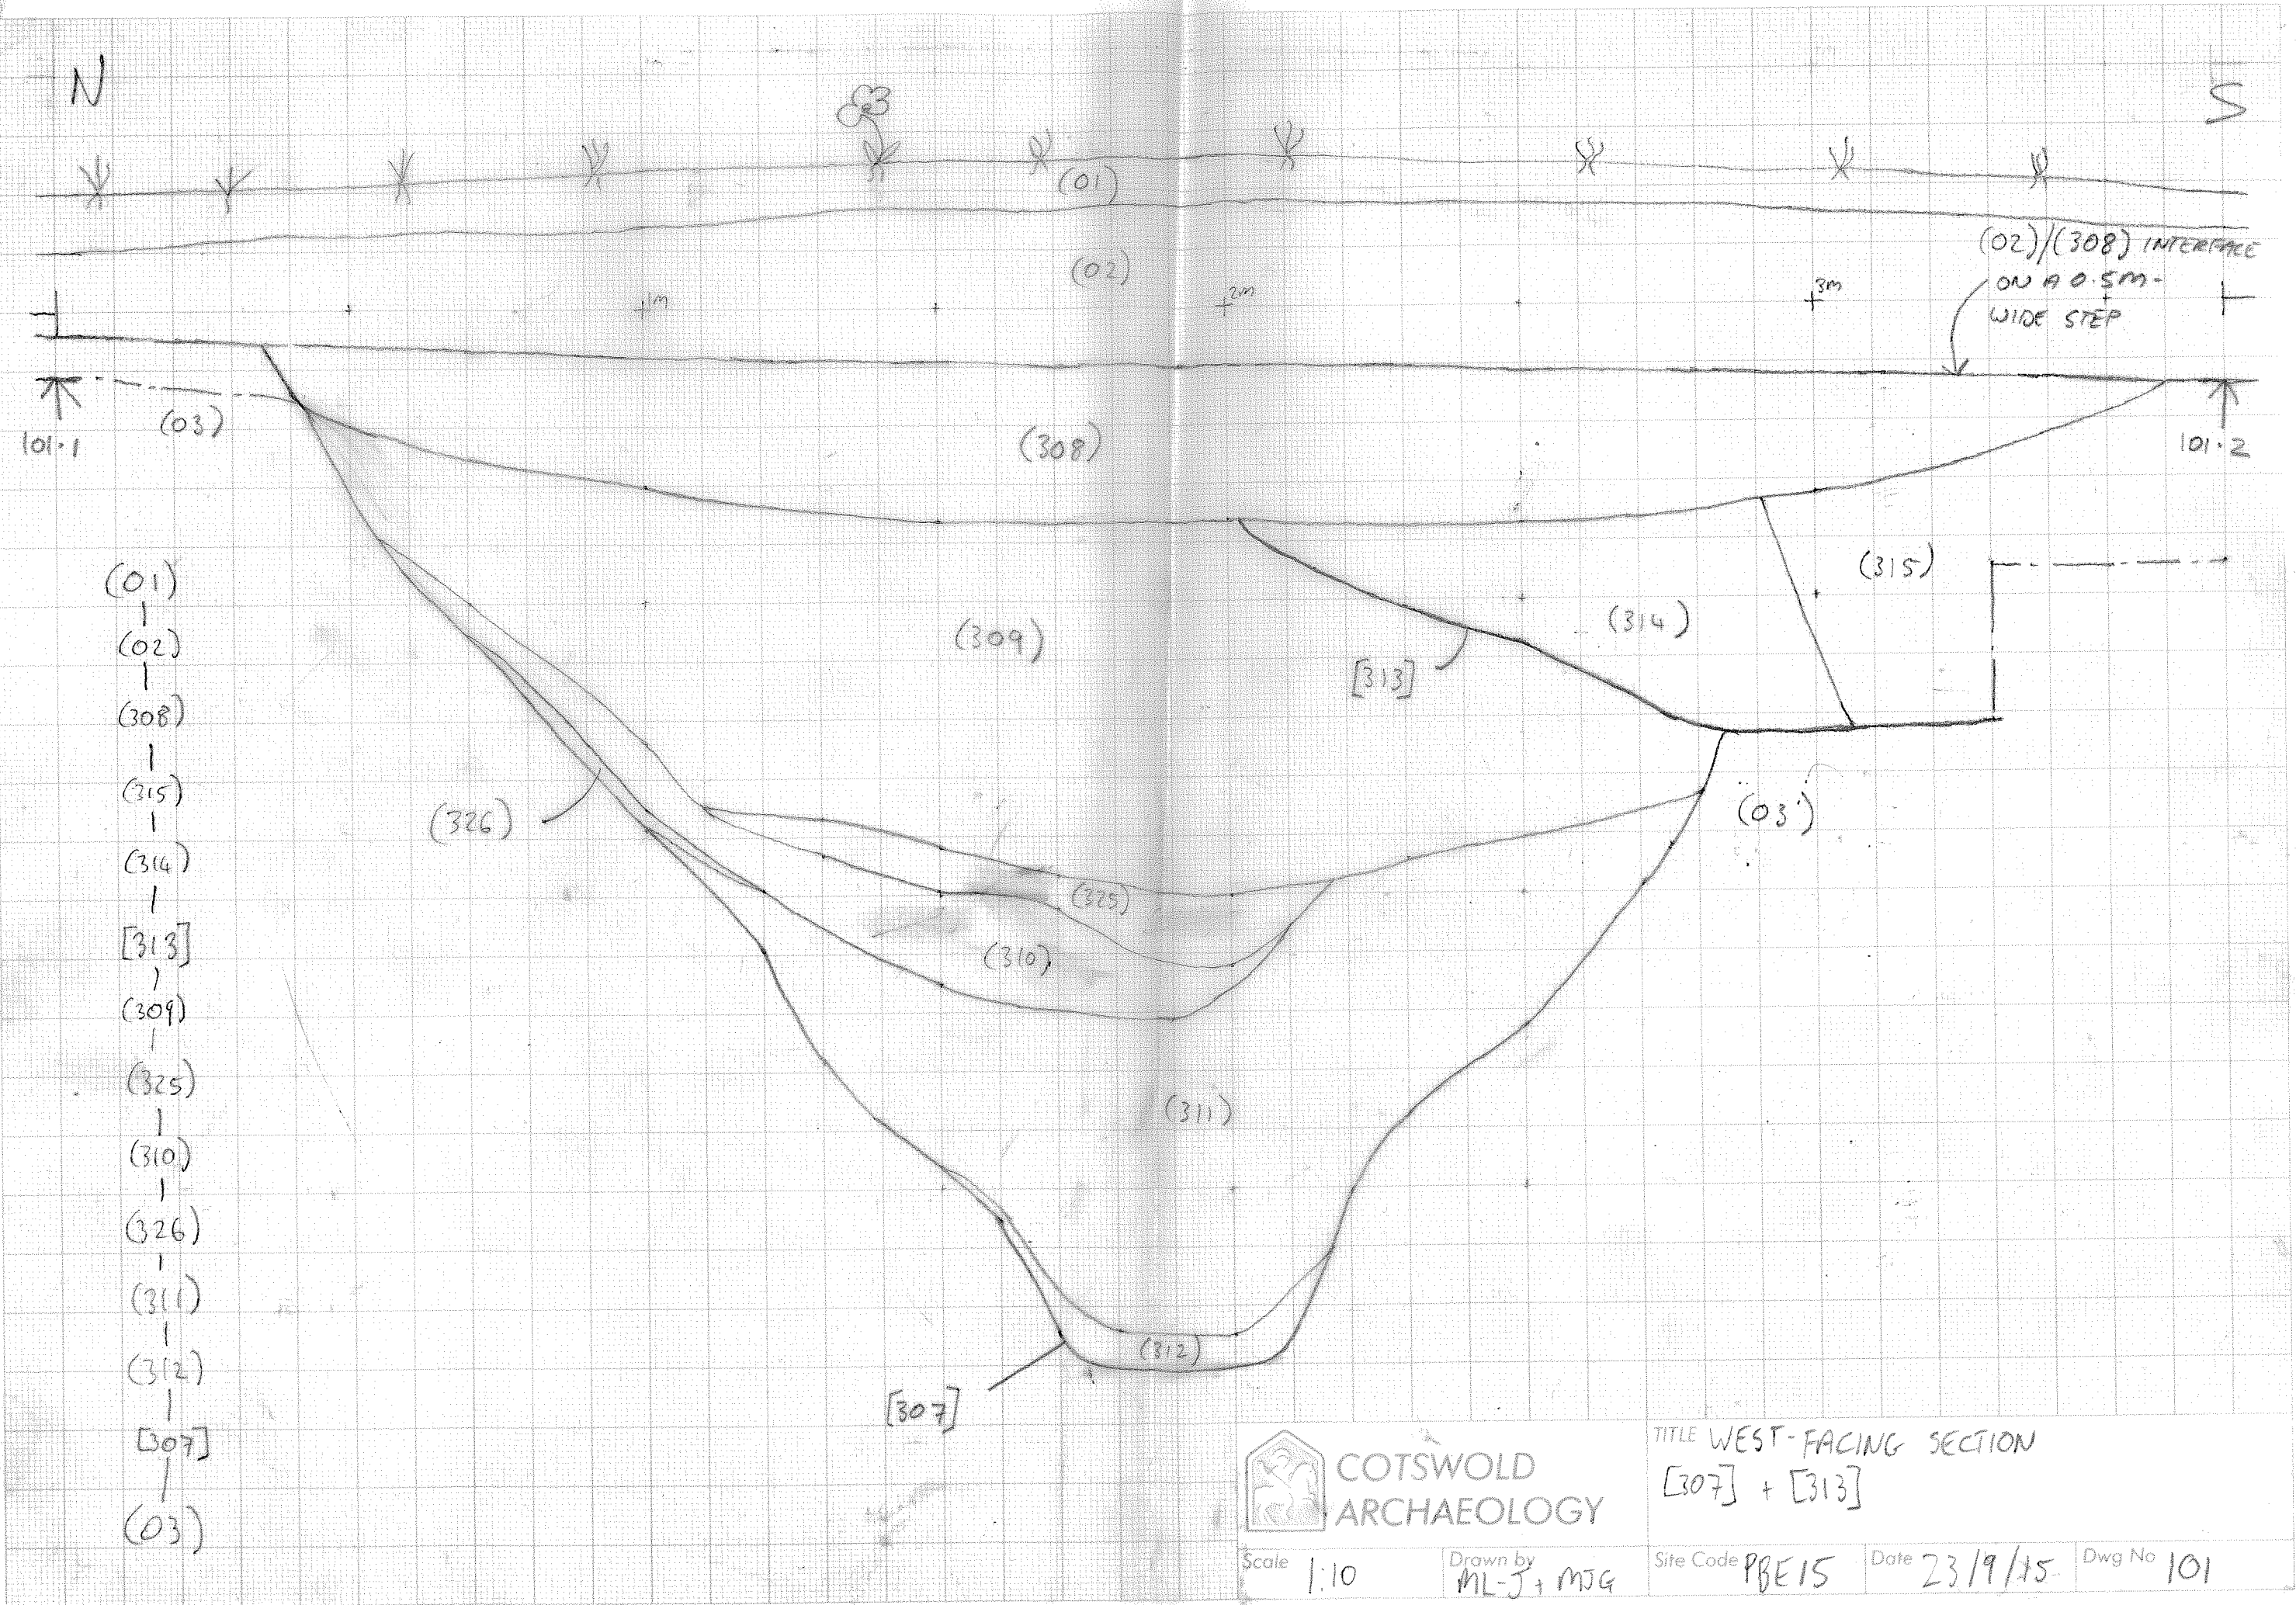 N
S
(01)
(02)
(02)/(308) INTERFACE
ON A 0.5M-
WIDE STEP
1m
2m
3m
(03)
101.1
(308)
101.2
(309)
[313]
(314)
(315)
(326)
(03)
(325)
(310)
(311)
(312)
[307]
(01)
(02)
(308)
(315)
(314)
[313]
(309)
(325)
(310)
(326)
(311)
(312)
[307]
(03)
COTSWOLD
ARCHAEOLOGY
TITLE WEST-FACING SECTION
[307] + [313]
Scale 1:10
Drawn by ML-J + MJG
Site Code PBE15
Date 23/9/15
Dwg No 101